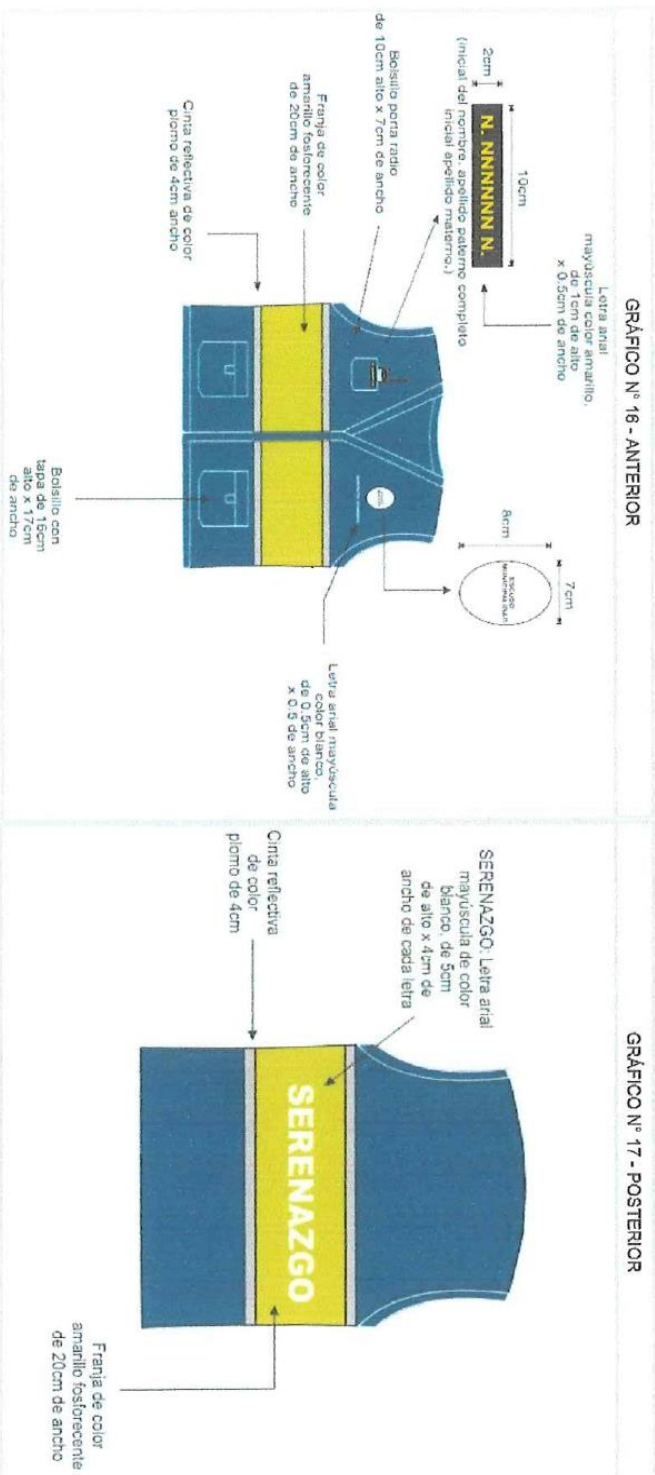 GRÁFICO N° 16 - ANTERIOR
Letra arial
mayúscula color amarillo,
de 1cm de alto
x 0.5cm de ancho
10cm
2cm
N. NNNNNN N.
(inicial del nombre, apellido paterno completo
inicial apellido materno.)
Bolsillo porta radio
de 10cm alto x 7cm de ancho
Franja de color
amarillo fosforecente
de 20cm de ancho
Cinta reflectiva de color
plomo de 4cm ancho
7cm
8cm
ESCUDO
Letra arial mayúscula
color blanco,
de 0.5cm de alto
x 0.5 de ancho
Bolsillo con
tapa de 16cm
alto x 17cm
de ancho
GRÁFICO N° 17 - POSTERIOR
SERENAZGO: Letra arial
mayúscula de color
blanco, de 5cm
de alto x 4cm de
ancho de cada letra
Cinta reflectiva
de color
plomo de 4cm
SERENAZGO
Franja de color
amarillo fosforecente
de 20cm de ancho